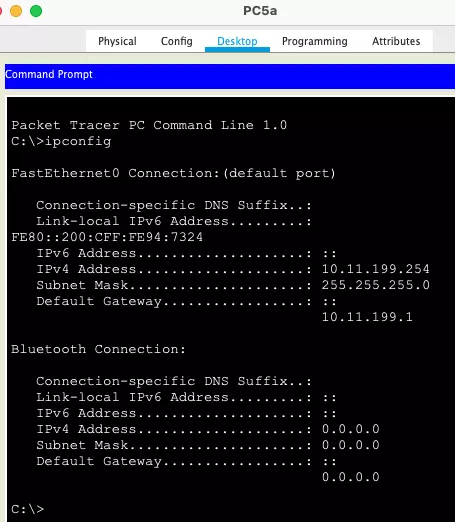 PC5a
Physical Config Desktop Programming Attributes
Command Prompt
Packet Tracer PC Command Line 1.0
C:\>ipconfig
FastEthernet0 Connection:(default port)
Connection-specific DNS Suffix..:
Link-local IPv6 Address.........:
FE80::200:CFF:FE94:7324
IPv6 Address....................: ::
IPv4 Address....................: 10.11.199.254
Subnet Mask.....................: 255.255.255.0
Default Gateway.................: ::
10.11.199.1
Bluetooth Connection:
Connection-specific DNS Suffix..:
Link-local IPv6 Address.........: ::
IPv6 Address....................: ::
IPv4 Address....................: 0.0.0.0
Subnet Mask.....................: 0.0.0.0
Default Gateway.................: ::
0.0.0.0
C:\>